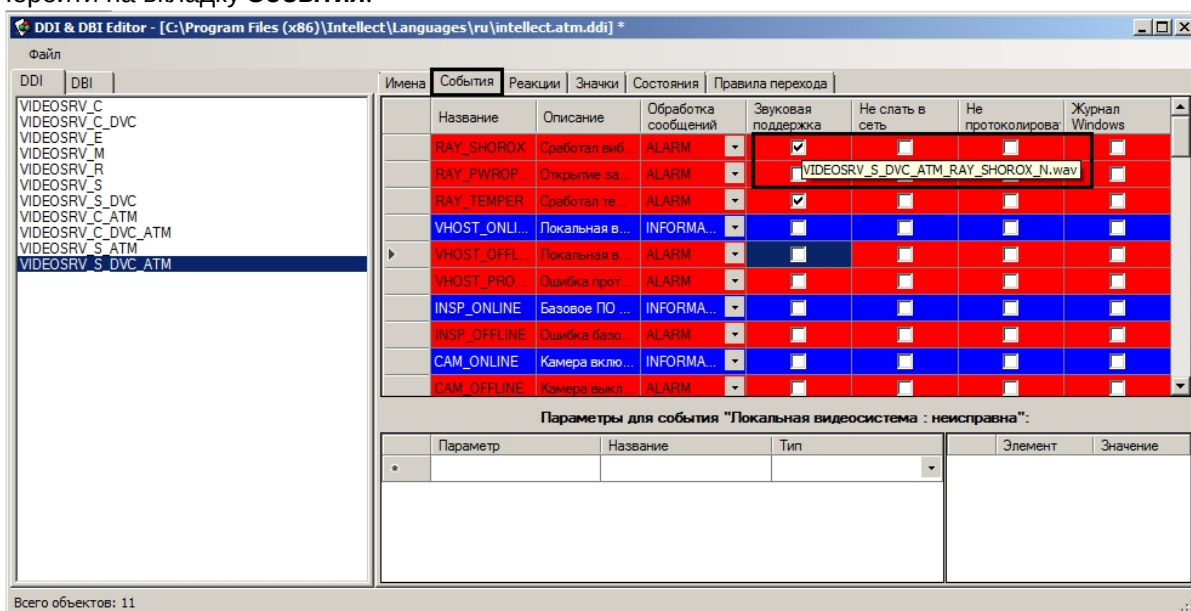 перейти на вкладку События.
DDI & DBI Editor - [C:\Program Files (x86)\Intellect\Languages\ru\intellect.atm.ddi] *
Файл
DDI DBI
VIDEOSRV_C
VIDEOSRV_C_DVC
VIDEOSRV_E
VIDEOSRV_M
VIDEOSRV_R
VIDEOSRV_S
VIDEOSRV_S_DVC
VIDEOSRV_C_ATM
VIDEOSRV_C_DVC_ATM
VIDEOSRV_S_ATM
VIDEOSRV_S_DVC_ATM
Имена События Реакции Значки Состояния Правила перехода
Название Описание Обработка сообщений Звуковая поддержка Не слать в сеть Не протоколирова Журнал Windows
RAY_SHOROX Сработал виб... ALARM
RAY_PWROP... Открытие за... ALARM
VIDEOSRV_S_DVC_ATM_RAY_SHOROX_N.wav
RAY_TEMPER Сработал те... ALARM
VHOST_ONLI... Локальная в... INFORMA...
VHOST_OFFL... Локальная в... ALARM
VHOST_PRO... Ошибка прот... ALARM
INSP_ONLINE Базовое ПО ... INFORMA...
INSP_OFFLINE Ошибка базо... ALARM
CAM_ONLINE Камера вклю... INFORMA...
CAM_OFFLINE Камера выкл... ALARM
Параметры для события "Локальная видеосистема : неисправна":
Параметр Название Тип Элемент Значение
Всего объектов: 11